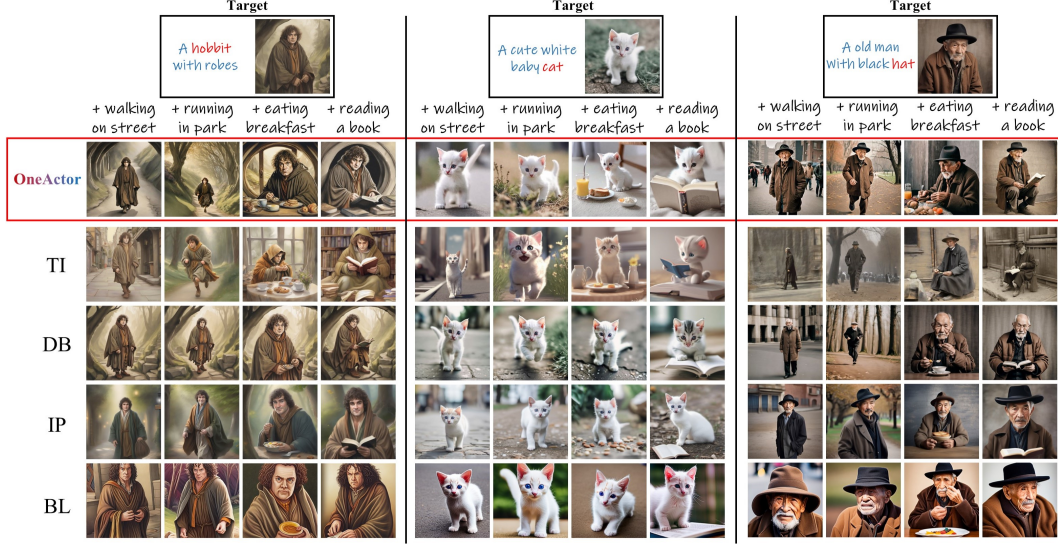 Target
Target
Target
A hobbit
with robes
A cute white
baby cat
A old man
with black hat
+ walking
on street
+ running
in park
+ eating
breakfast
+ reading
a book
+ walking
on street
+ running
in park
+ eating
breakfast
+ reading
a book
+ walking
on street
+ running
in park
+ eating
breakfast
+ reading
a book
OneActor
TI
DB
IP
BL